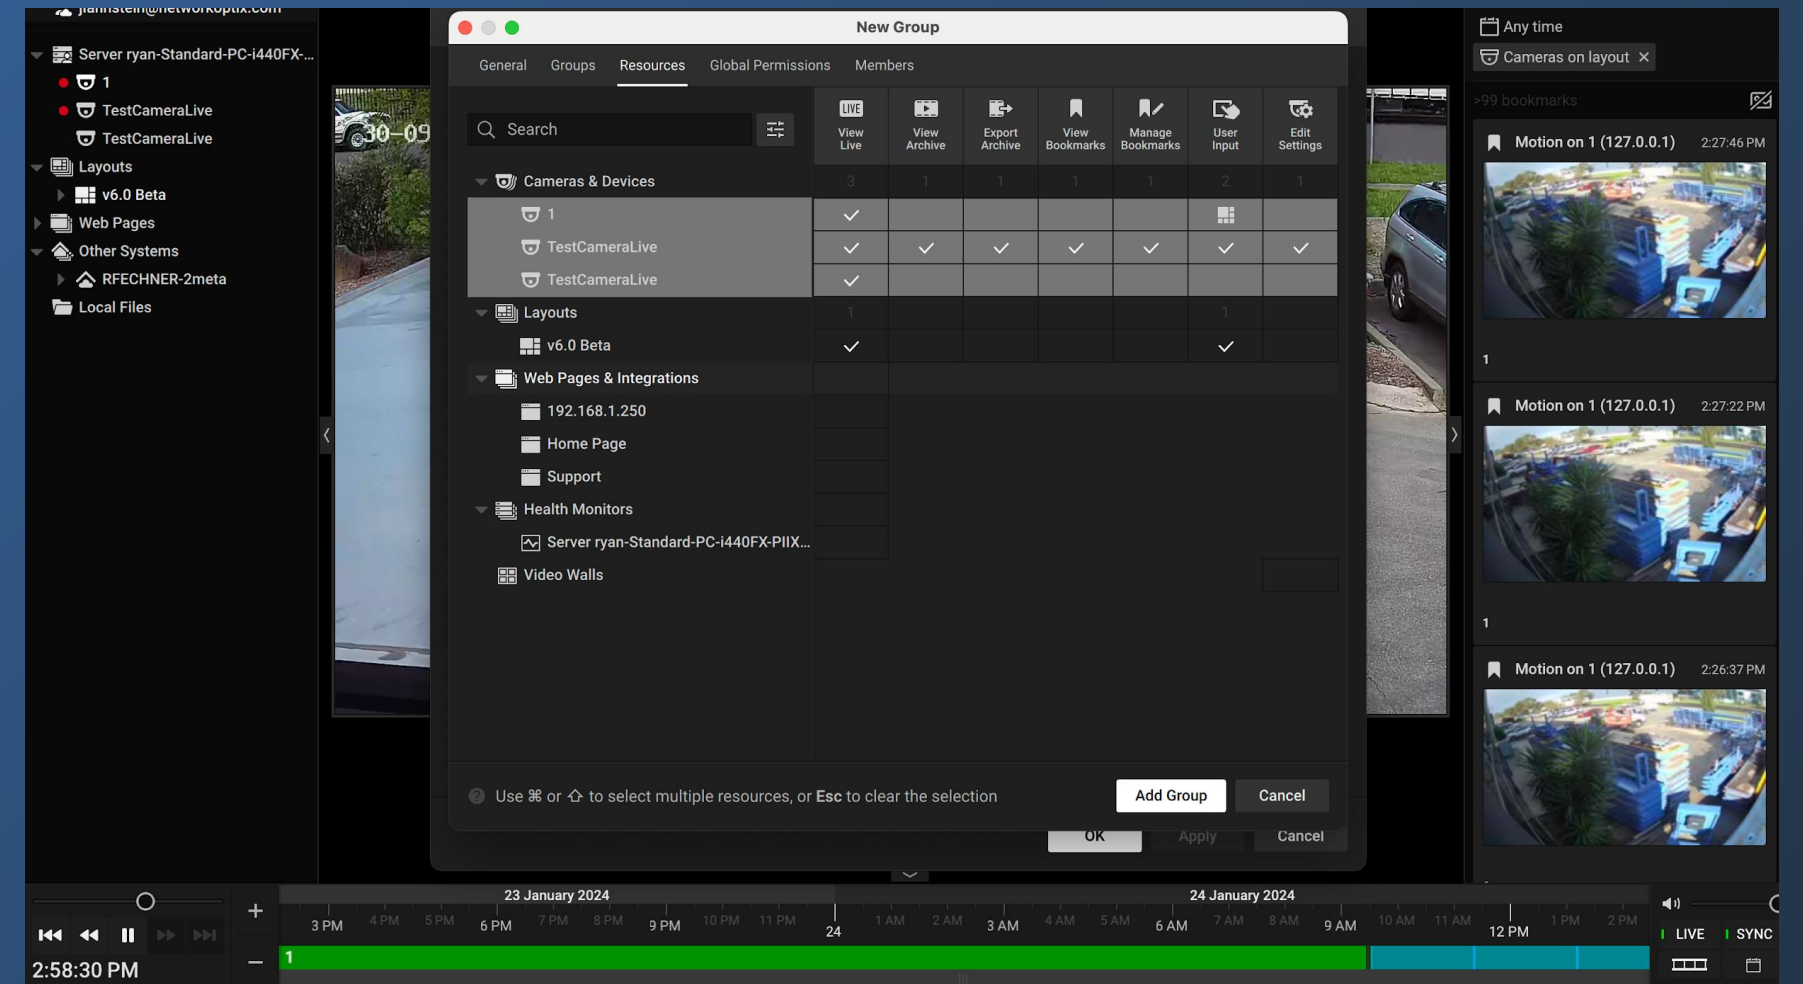 jiannstein@networkoptix.com
Server ryan-Standard-PC-i440FX-...
1
TestCameraLive
TestCameraLive
Layouts
v6.0 Beta
Web Pages
Other Systems
RFECHNER-2meta
Local Files
30-09
New Group
General Groups Resources Global Permissions Members
Search
LIVE
View Live
View Archive
Export Archive
View Bookmarks
Manage Bookmarks
User Input
Edit Settings
Cameras & Devices 3 1 1 1 1 2 1
1
TestCameraLive
TestCameraLive
Layouts 1 1
v6.0 Beta
Web Pages & Integrations
192.168.1.250
Home Page
Support
Health Monitors
Server ryan-Standard-PC-i440FX-PIIX...
Video Walls
? Use ⌘ or ⇧ to select multiple resources, or Esc to clear the selection
Add Group Cancel
OK Apply Cancel
Any time
Cameras on layout ×
>99 bookmarks
Motion on 1 (127.0.0.1) 2:27:46 PM
1
Motion on 1 (127.0.0.1) 2:27:22 PM
1
Motion on 1 (127.0.0.1) 2:26:37 PM
23 January 2024 24 January 2024
3 PM 4 PM 5 PM 6 PM 7 PM 8 PM 9 PM 10 PM 11 PM 24 1 AM 2 AM 3 AM 4 AM 5 AM 6 AM 7 AM 8 AM 9 AM 10 AM 11 AM 12 PM 1 PM 2 PM
1
2:58:30 PM
LIVE SYNC